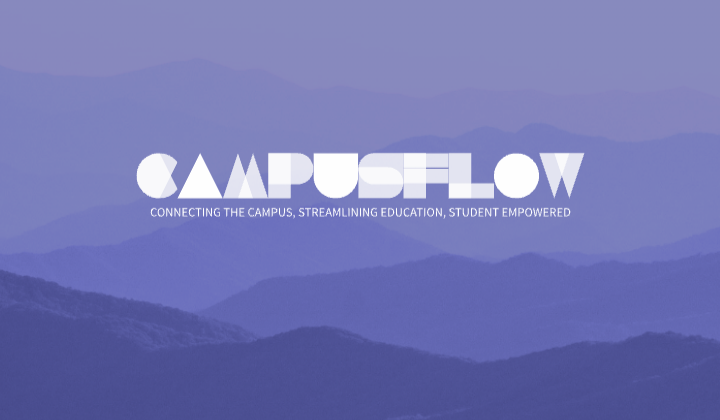 CAMPUSFLOW
CONNECTING THE CAMPUS, STREAMLINING EDUCATION, STUDENT EMPOWERED